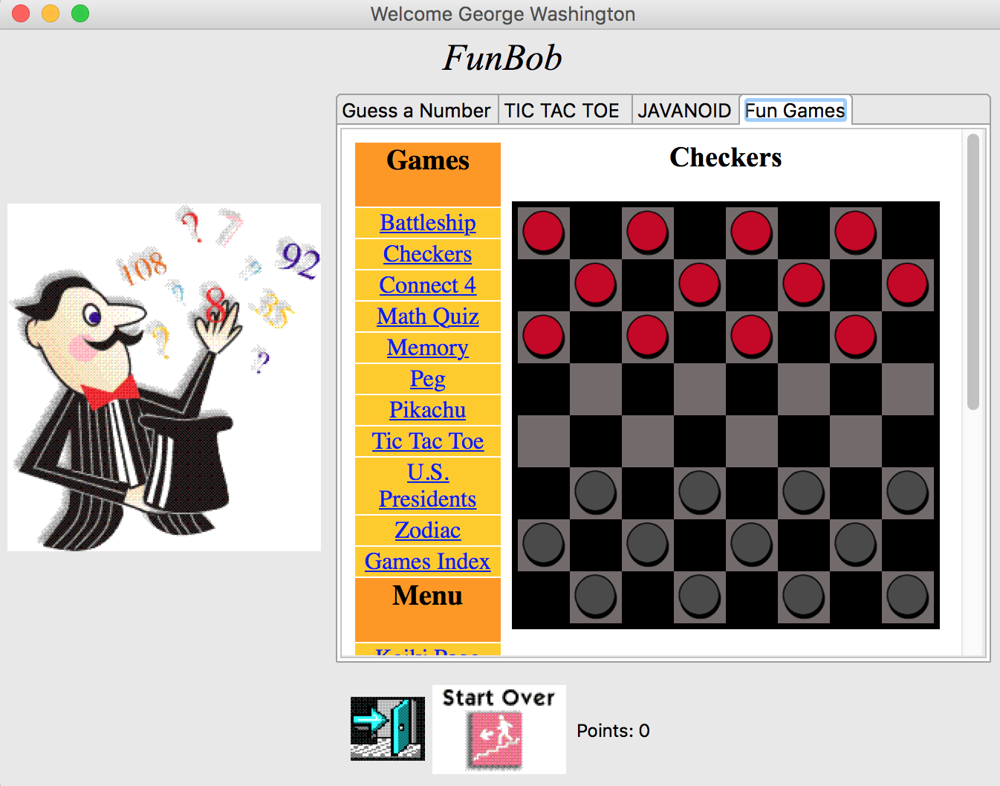 Welcome George Washington
FunBob
Guess a Number
TIC TAC TOE
JAVANOID
Fun Games
? 7
108 ? 92
? 8 35
?
?
Games
Battleship
Checkers
Connect 4
Math Quiz
Memory
Peg
Pikachu
Tic Tac Toe
U.S.
Presidents
Zodiac
Games Index
Menu
Checkers
Start Over
Points: 0